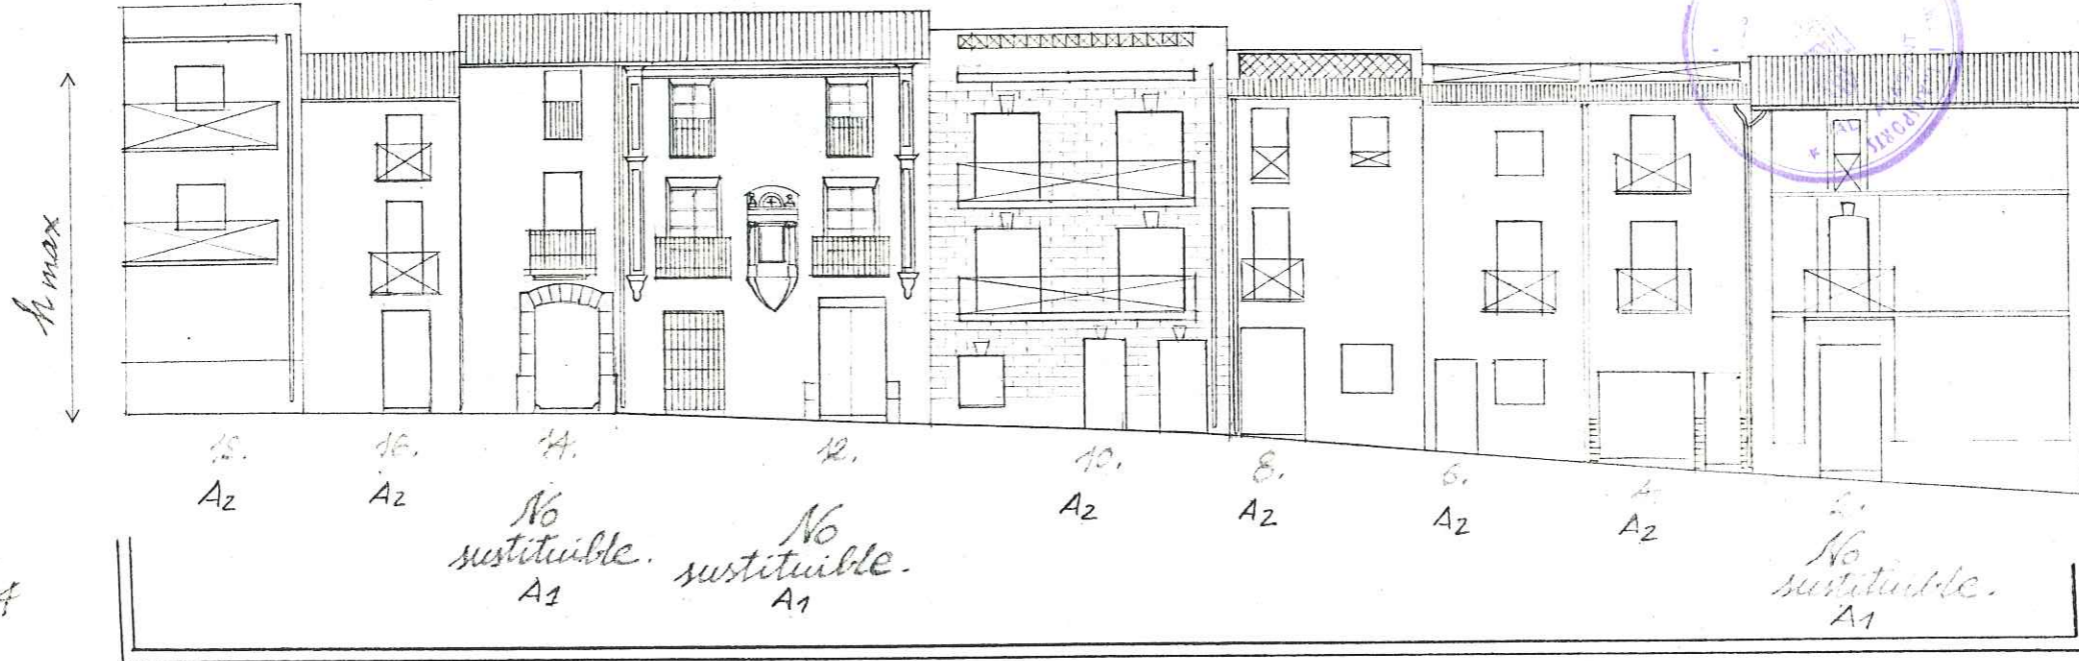 h max
18.
16.
14.
12.
10.
8.
6.
4.
2.
A2
A2
No
sustituible.
A1
No
sustituible.
A1
A2
A2
A2
A2
No
sustituible.
A1